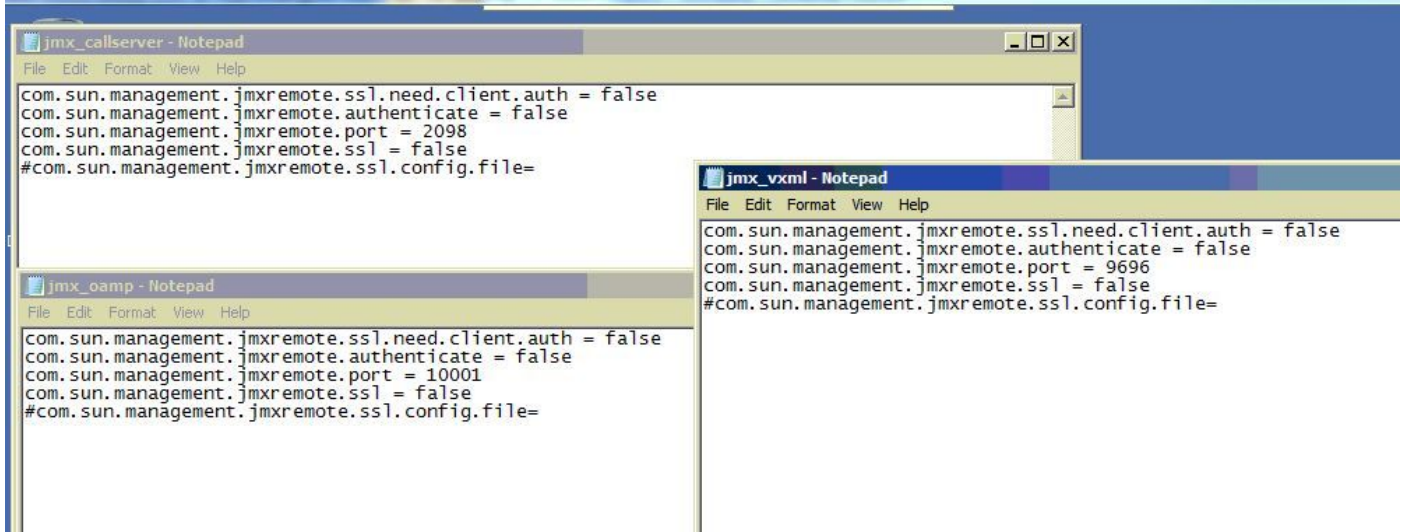 jmx_callserver - Notepad
File Edit Format View Help
com.sun.management.jmxremote.ssl.need.client.auth = false
com.sun.management.jmxremote.authenticate = false
com.sun.management.jmxremote.port = 2098
com.sun.management.jmxremote.ssl = false
#com.sun.management.jmxremote.ssl.config.file=
jmx_vxml - Notepad
File Edit Format View Help
com.sun.management.jmxremote.ssl.need.client.auth = false
com.sun.management.jmxremote.authenticate = false
com.sun.management.jmxremote.port = 9696
com.sun.management.jmxremote.ssl = false
#com.sun.management.jmxremote.ssl.config.file=
jmx_oamp - Notepad
File Edit Format View Help
com.sun.management.jmxremote.ssl.need.client.auth = false
com.sun.management.jmxremote.authenticate = false
com.sun.management.jmxremote.port = 10001
com.sun.management.jmxremote.ssl = false
#com.sun.management.jmxremote.ssl.config.file=